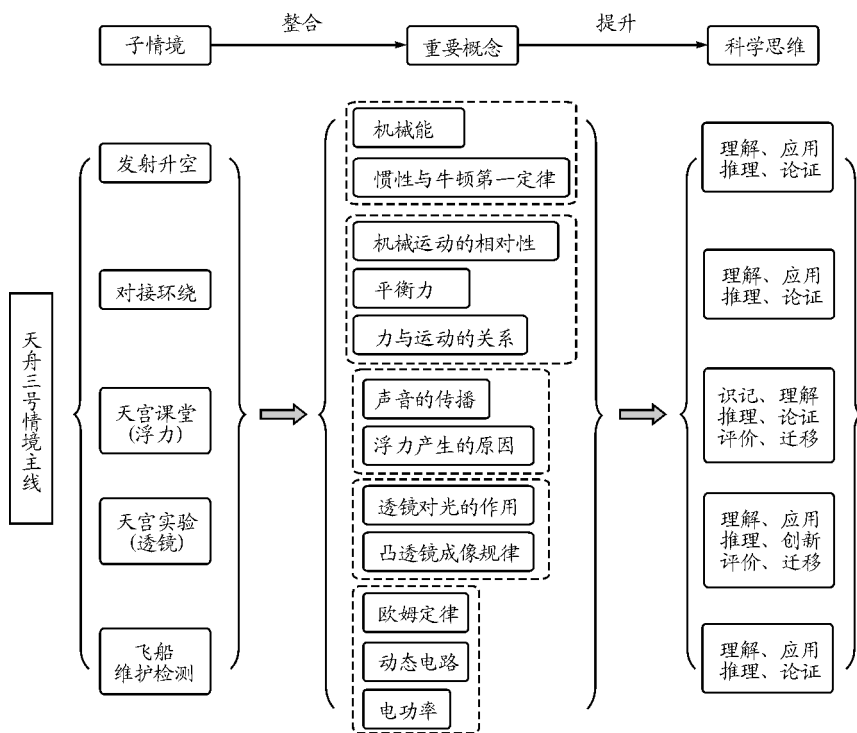 子情境
整合
重要概念
提升
科学思维
天舟三号情境主线
发射升空
对接环绕
天宫课堂
(浮力)
天宫实验
(透镜)
飞船
维护检测
机械能
惯性与牛顿第一定律
机械运动的相对性
平衡力
力与运动的关系
声音的传播
浮力产生的原因
透镜对光的作用
凸透镜成像规律
欧姆定律
动态电路
电功率
理解、应用
推理、论证
理解、应用
推理、论证
识记、理解
推理、论证
评价、迁移
理解、应用
推理、创新
评价、迁移
理解、应用
推理、论证